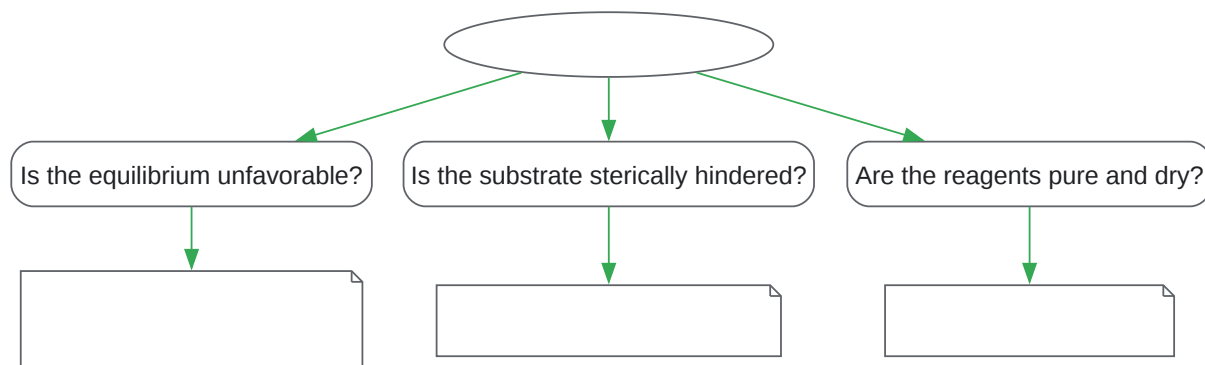 Is the equilibrium unfavorable?
Is the substrate sterically hindered?
Are the reagents pure and dry?